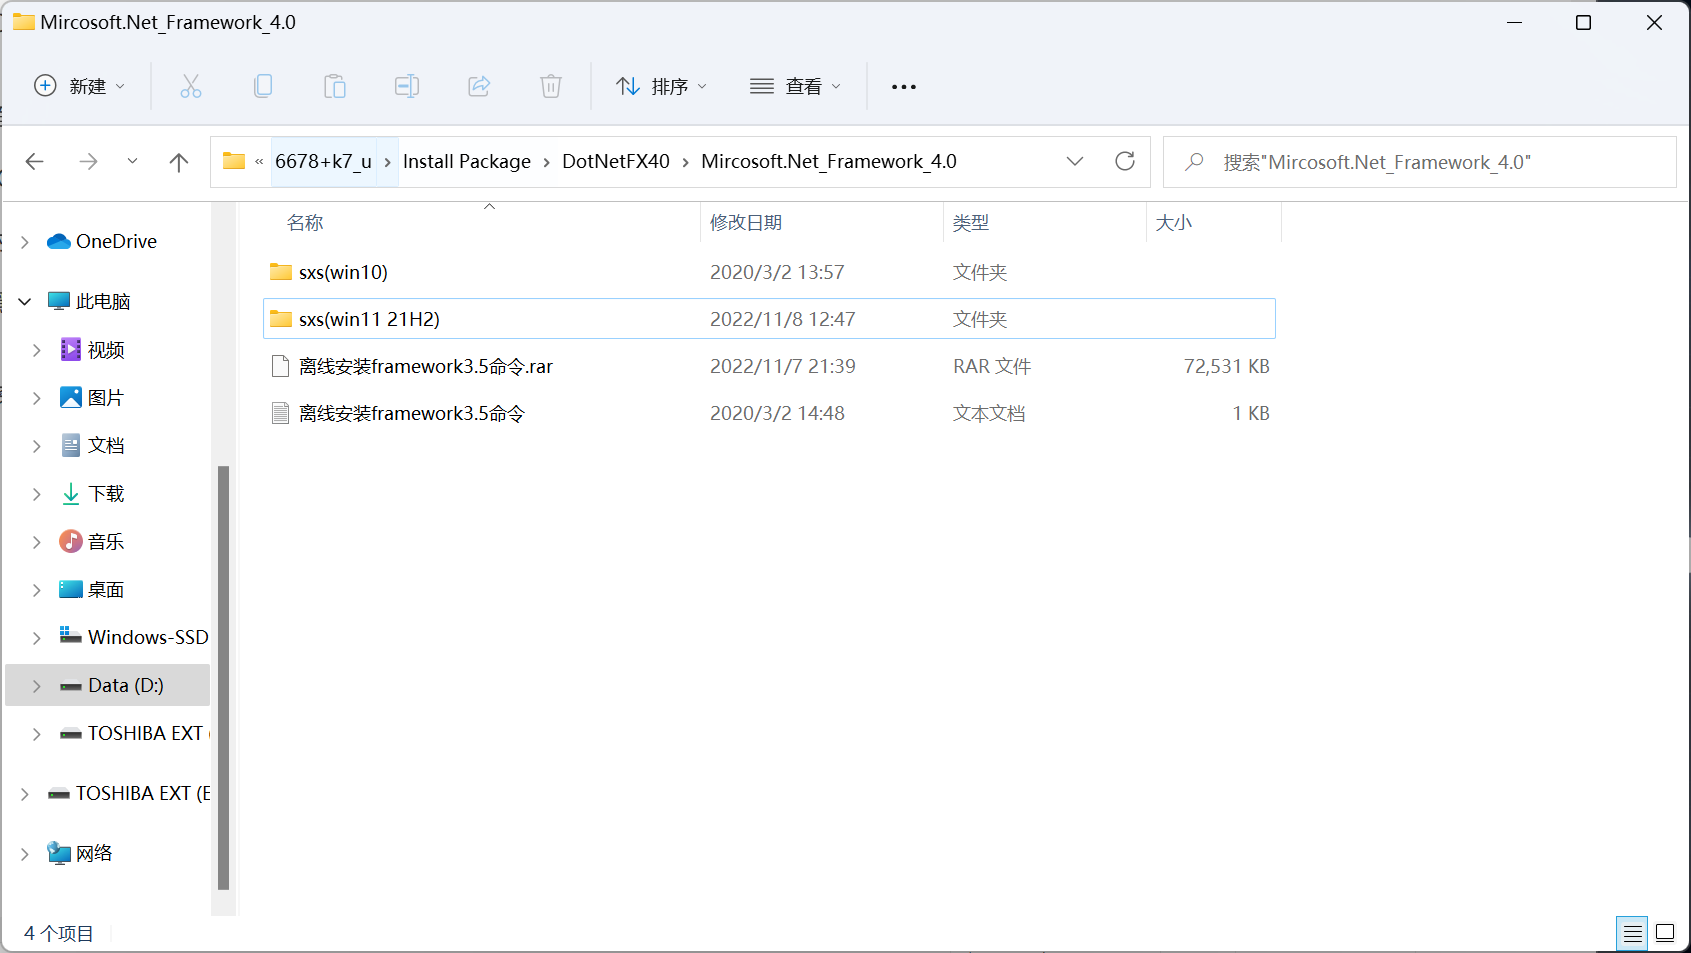 Mircosoft.Net_Framework_4.0
新建
排序
查看
« 6678+k7_u › Install Package › DotNetFX40 › Mircosoft.Net_Framework_4.0
搜索"Mircosoft.Net_Framework_4.0"
名称 修改日期 类型 大小
sxs(win10) 2020/3/2 13:57 文件夹
sxs(win11 21H2) 2022/11/8 12:47 文件夹
离线安装framework3.5命令.rar 2022/11/7 21:39 RAR 文件 72,531 KB
离线安装framework3.5命令 2020/3/2 14:48 文本文档 1 KB
OneDrive
此电脑
视频
图片
文档
下载
音乐
桌面
Windows-SSD
Data (D:)
TOSHIBA EXT (
TOSHIBA EXT (E
网络
4 个项目